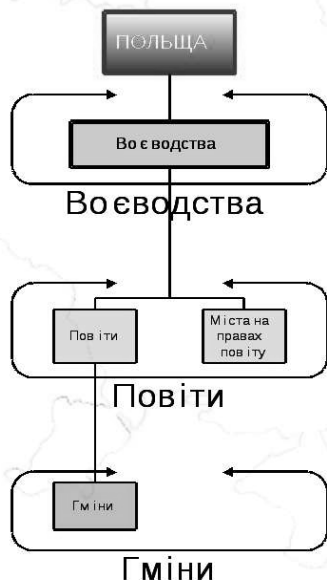 ПОЛЬЩА
Воєводства
Воєводства
Повіти
Міста на
правах
повіту
Повіти
Гміни
Гміни